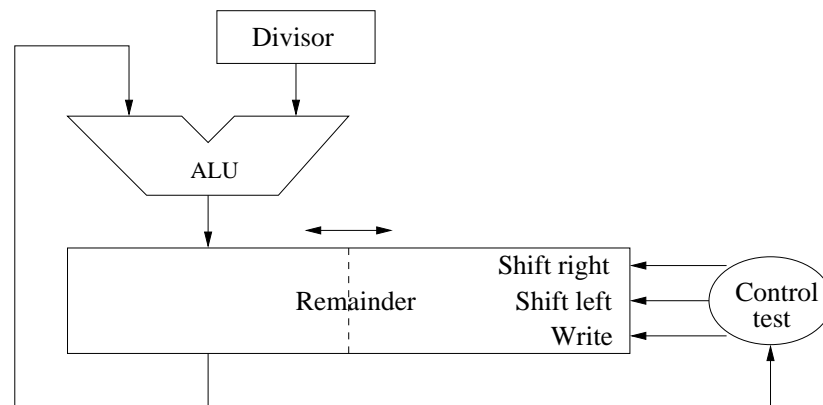 Divisor
ALU
Shift right
Remainder
Shift left
Write
Control
test